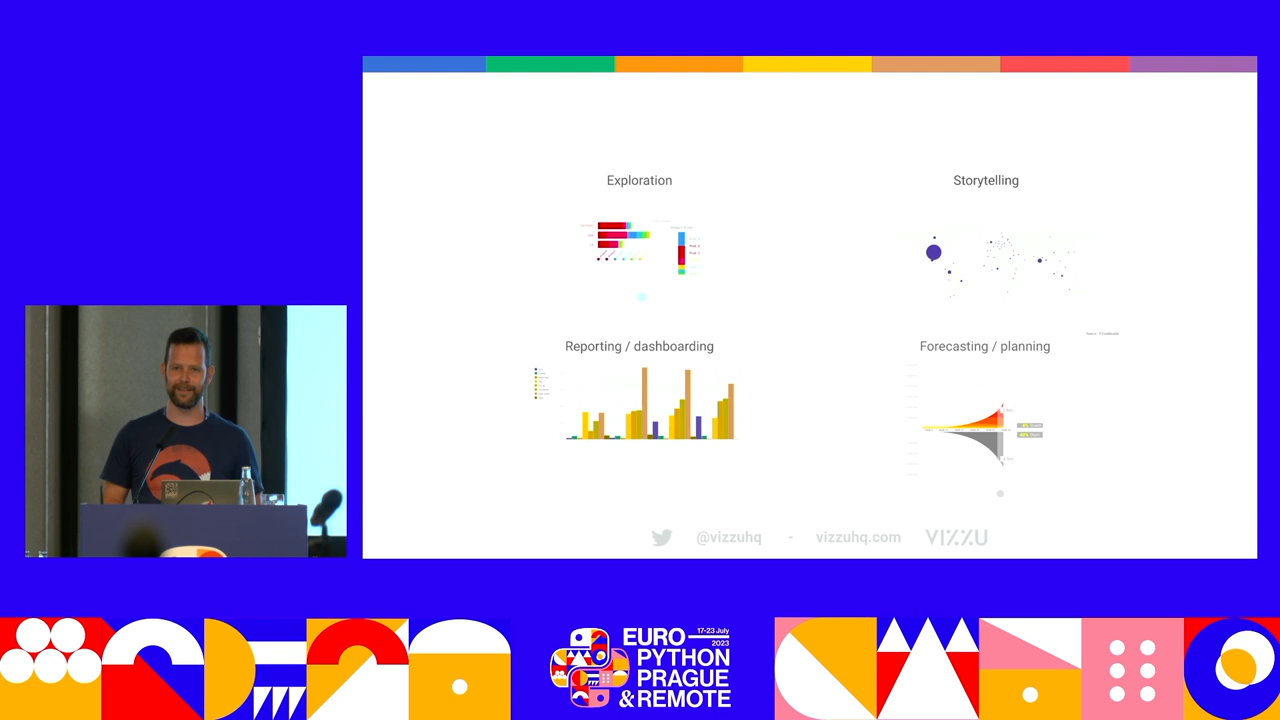 Exploration
Storytelling
Reporting / dashboarding
Forecasting / planning
@vizzuhq - vizzuhq.com VIZZU
EURO 17-23 July
2023
PYTHON
PRAGUE
& REMOTE